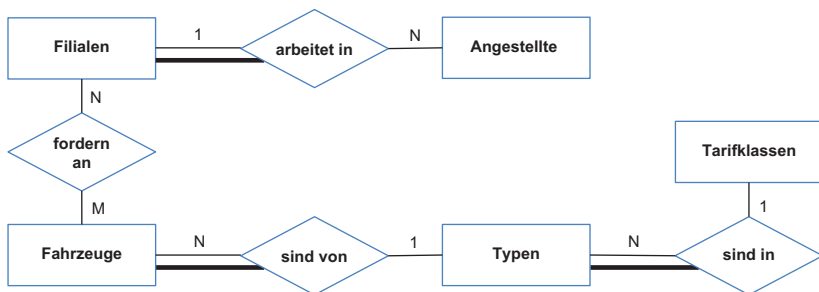 Filialen
1
arbeitet in
N
Angestellte
N
fordern
an
Tarifklassen
M
1
Fahrzeuge
N
sind von
1
Typen
N
sind in